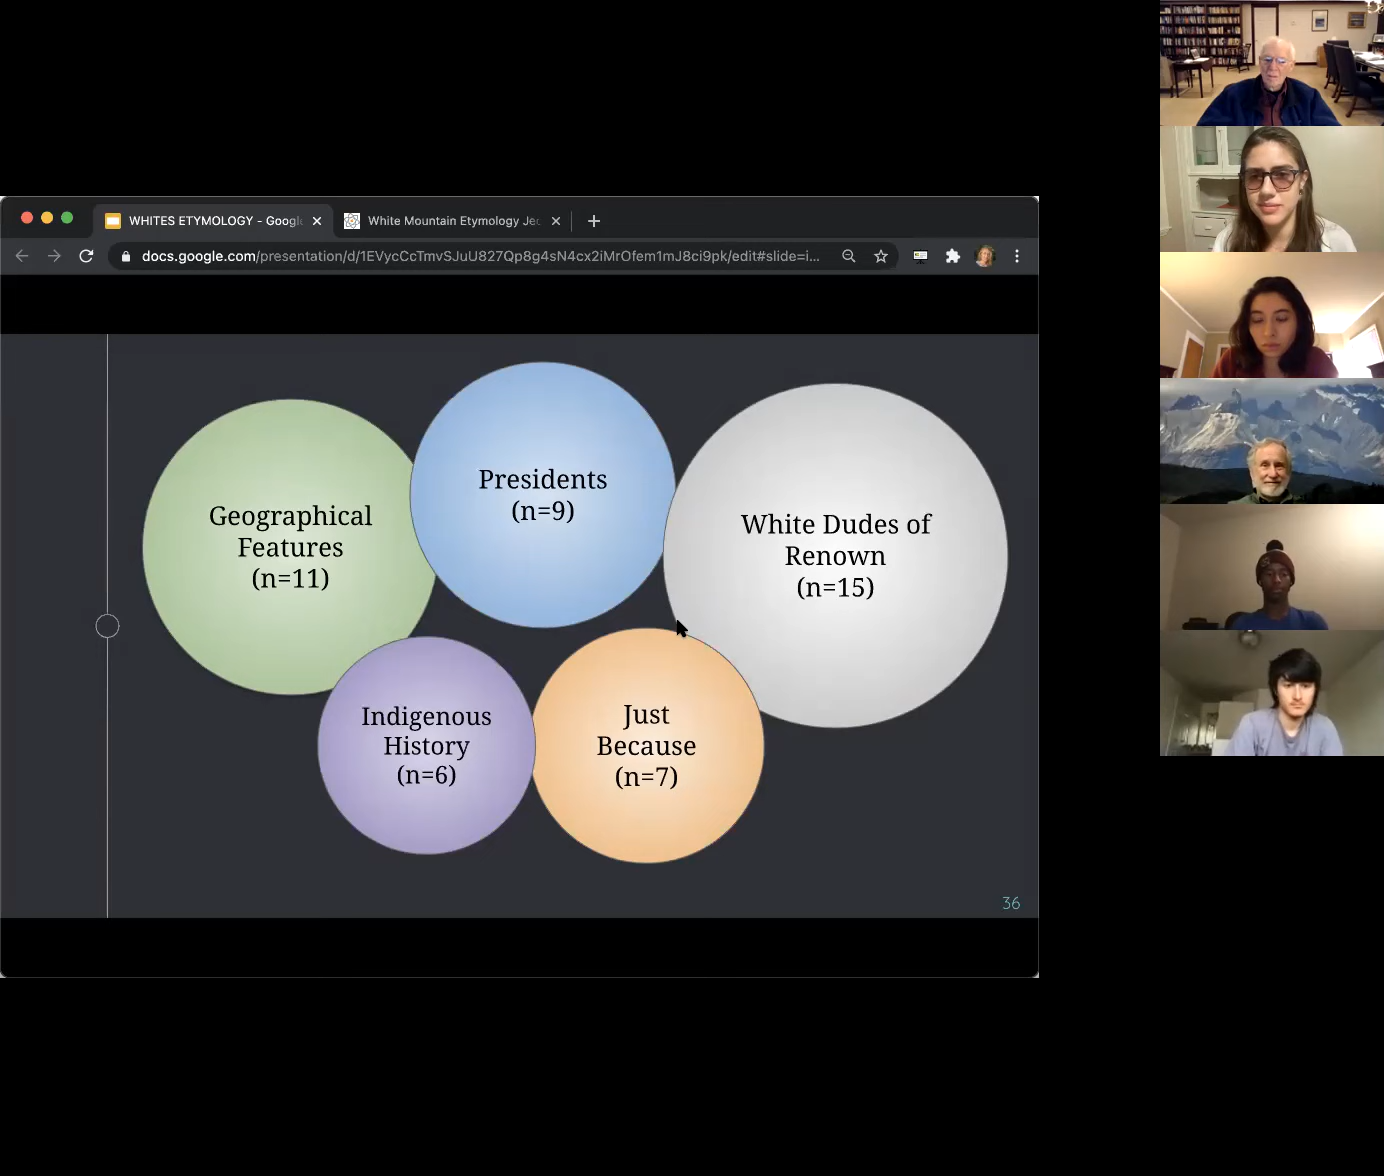 WHITES ETYMOLOGY - Googl
White Mountain Etymology Jeo
docs.google.com/presentation/d/1EVycCcTmvSJuU827Qp8g4sN4cx2iMrOfem1mJ8ci9pk/edit#slide=i...
Geographical
Features
(n=11)
Presidents
(n=9)
White Dudes of
Renown
(n=15)
Indigenous
History
(n=6)
Just
Because
(n=7)
36